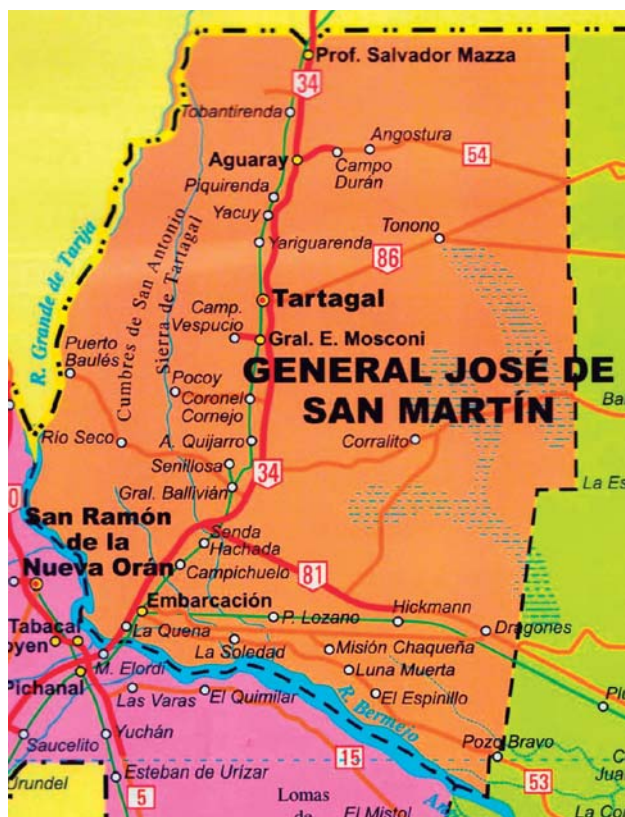 Prof. Salvador Mazza
34
Tobantirenda
Angostura
54
Aguaray
Campo
Durán
Piquirenda
Yacuy
Tonono
Yariguarenda
86
R. Grande de Tarija
Cumbres de San Antonio
Sierra de Tartagal
Tartagal
Camp.
Vespucio
Gral. E. Mosconi
Puerto
Baulés
GENERAL JOSÉ DE
SAN MARTÍN
Pocoy
Coronel
Cornejo
Río Seco
A. Quijarro
Corralito
Senillosa
34
Gral. Ballivián
San Ramón
de la
Nueva Orán
Senda
Hachada
Campichuelo
81
Embarcación
Hickmann
P. Lozano
Tabacal
La Quena
Dragones
La Soledad
Misión Chaqueña
M. Elordi
Luna Muerta
Pichanal
Las Varas
El Quimilar
R. Bermejo
El Espinillo
Yuchán
Saucelito
Pozo Bravo
15
53
Esteban de Urízar
5
Urundel
Lomas
de
El Mistol